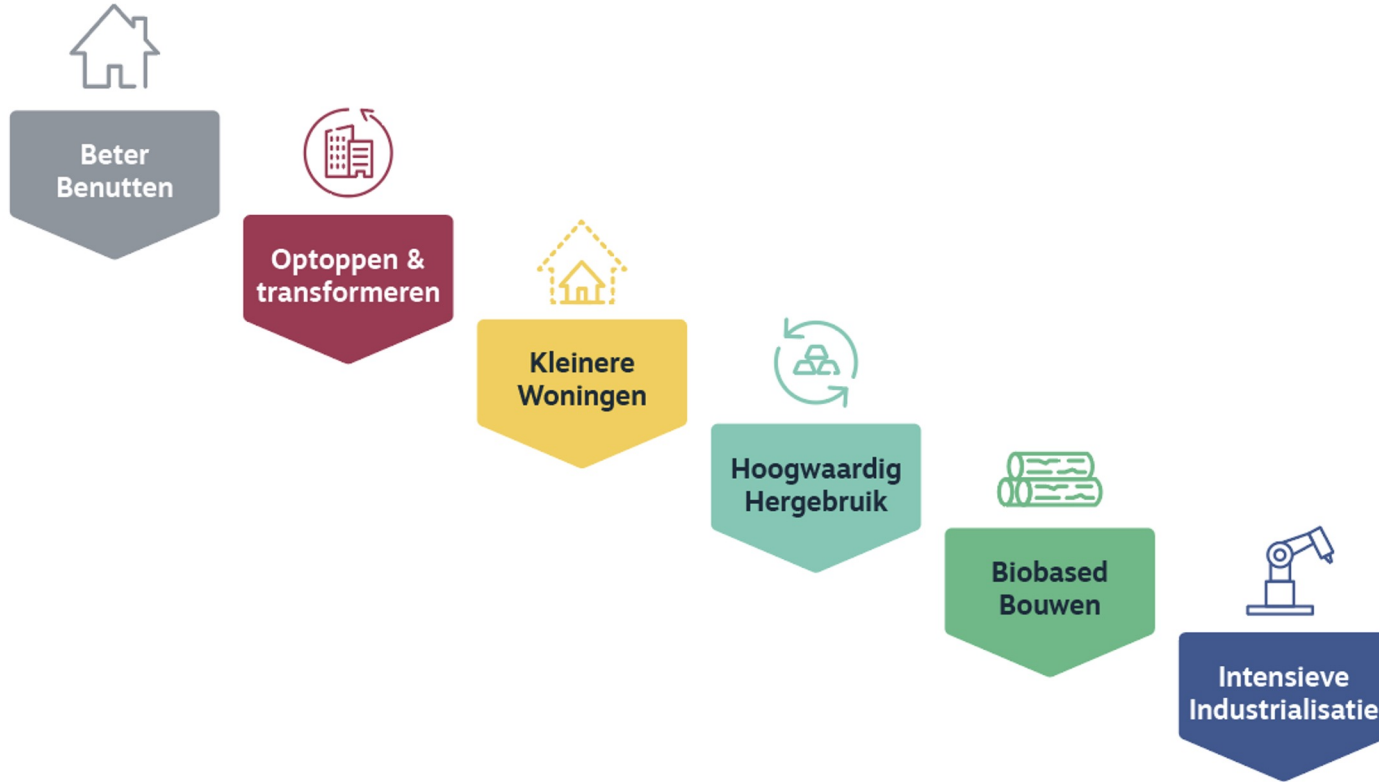 Beter
Benutten
Optoppen &
transformeren
Kleinere
Woningen
Hoogwaardig
Hergebruik
Biobased
Bouwen
Intensieve
Industrialisatie